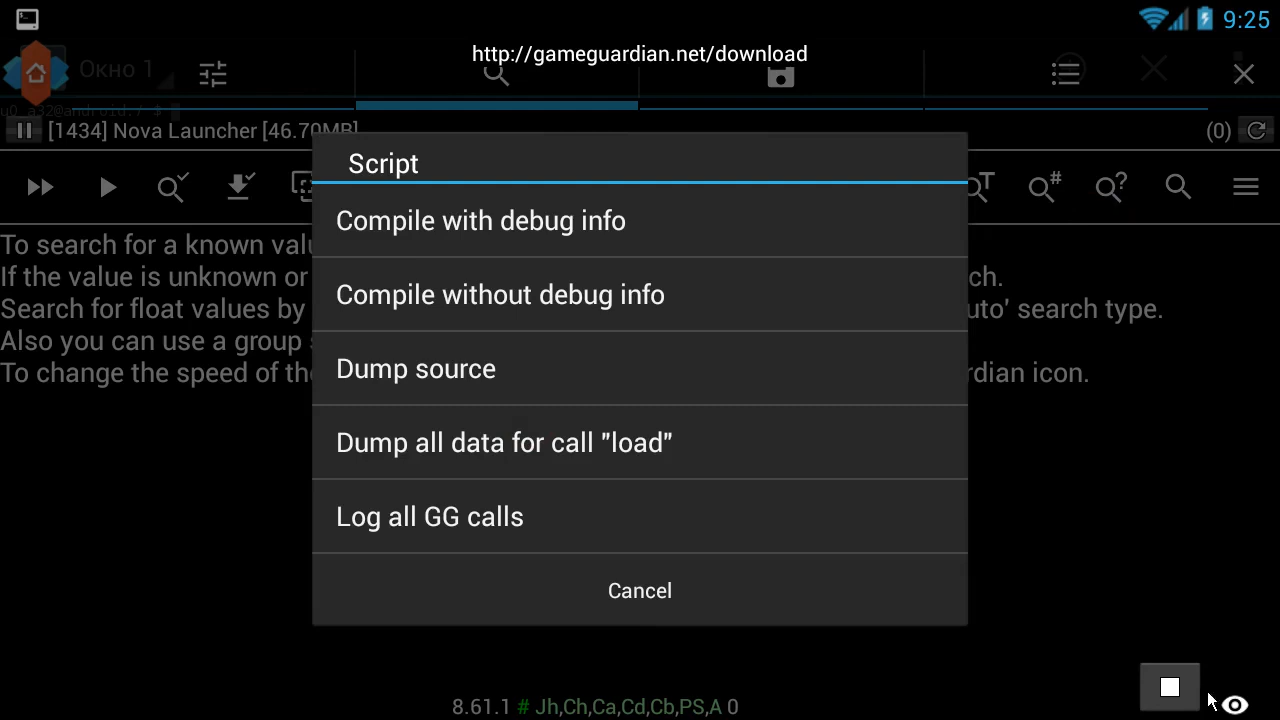 9:25
http://gameguardian.net/download
Окно 1
u0_a32@android:/ $
[1434] Nova Launcher [46.70MB]
(0)
Script
Compile with debug info
To search for a known valu
If the value is unknown or
ch.
Compile without debug info
Search for float values by
uto' search type.
Also you can use a group
To change the speed of the
rdian icon.
Dump source
Dump all data for call "load"
Log all GG calls
Cancel
8.61.1 # Jh,Ch,Ca,Cd,Cb,PS,A 0